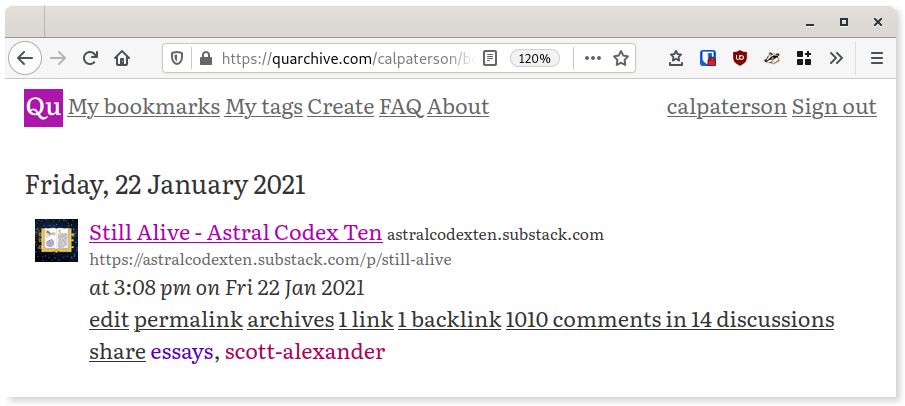 https://quarchive.com/calpaterson/b 120%
Qu My bookmarks My tags Create FAQ About calpaterson Sign out
Friday, 22 January 2021
Still Alive - Astral Codex Ten astralcodexten.substack.com
https://astralcodexten.substack.com/p/still-alive
at 3:08 pm on Fri 22 Jan 2021
edit permalink archives 1 link 1 backlink 1010 comments in 14 discussions
share essays, scott-alexander